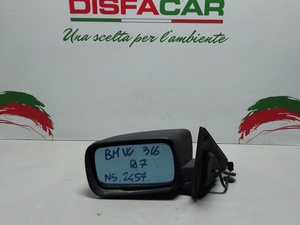 DISFACAR
Una scelta per l'ambiente
BMW 316
97
NS. 2457